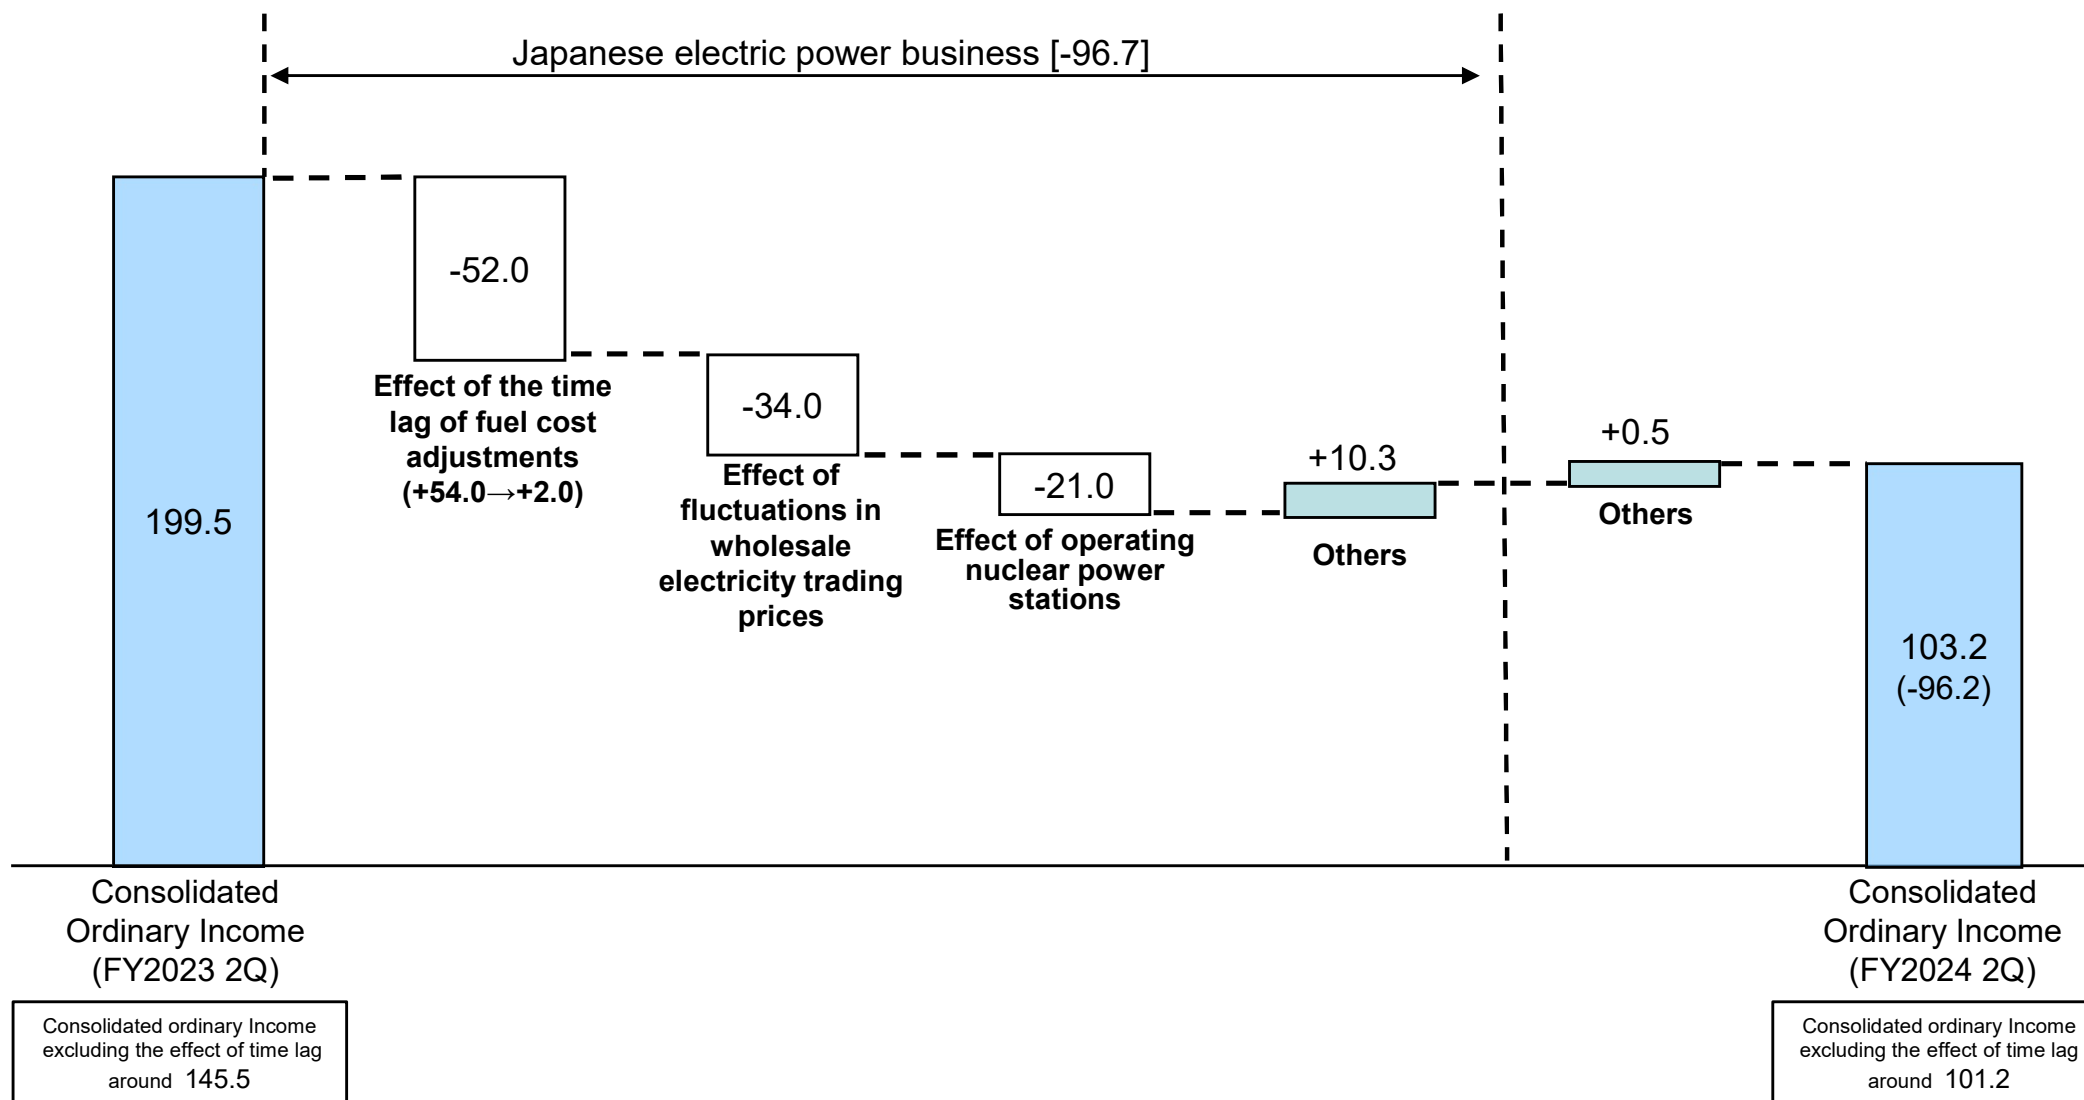 Japanese electric power business [-96.7]
199.5
-52.0
Effect of the time
lag of fuel cost
adjustments
(+54.0→+2.0)
-34.0
Effect of
fluctuations in
wholesale
electricity trading
prices
-21.0
Effect of operating
nuclear power
stations
+10.3
Others
+0.5
Others
103.2
(-96.2)
Consolidated
Ordinary Income
(FY2023 2Q)
Consolidated ordinary Income
excluding the effect of time lag
around 145.5
Consolidated
Ordinary Income
(FY2024 2Q)
Consolidated ordinary Income
excluding the effect of time lag
around 101.2